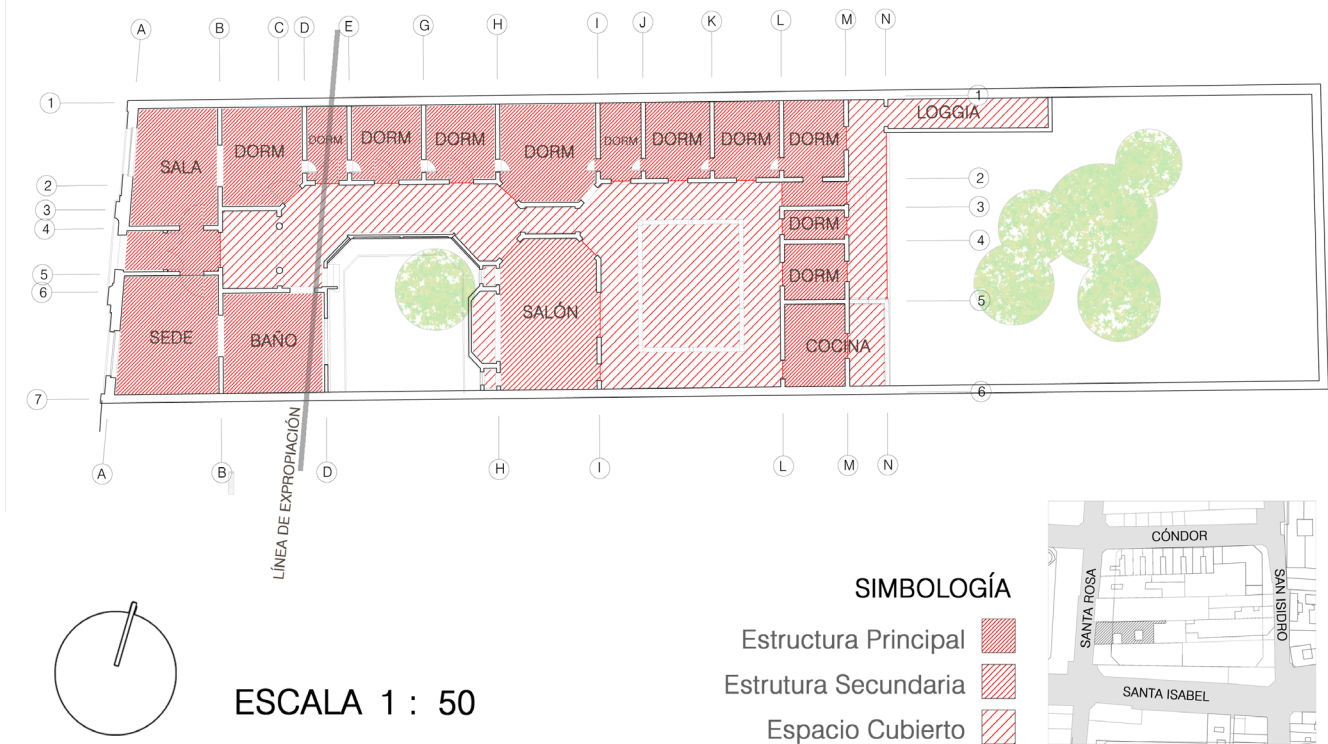 A B C D E G H I J K L M N
1 1
LOGGIA
SALA DORM DORM DORM DORM DORM DORM DORM DORM DORM
2 2
3 3
4 4
DORM
5
6
DORM
5
SALÓN
SEDE BAÑO COCINA
7 6
A B D H I L M N
LÍNEA DE EXPROPIACIÓN
CÓNDOR
SANTA ROSA
SAN ISIDRO
SANTA ISABEL
SIMBOLOGÍA
Estructura Principal
Estrutura Secundaria
Espacio Cubierto
ESCALA 1 : 50